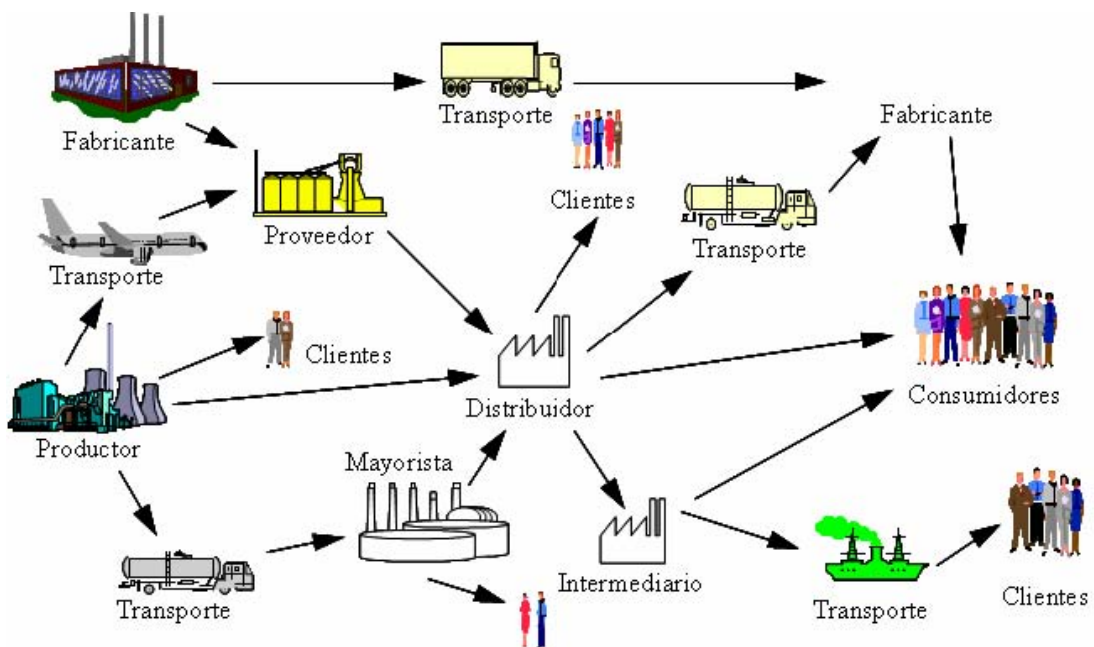 Transporte
Fabricante
Fabricante
Clientes
Proveedor
Transporte
Transporte
Clientes
Consumidores
Distribuidor
Productor
Mayorista
Intermediario
Transporte
Transporte
Clientes